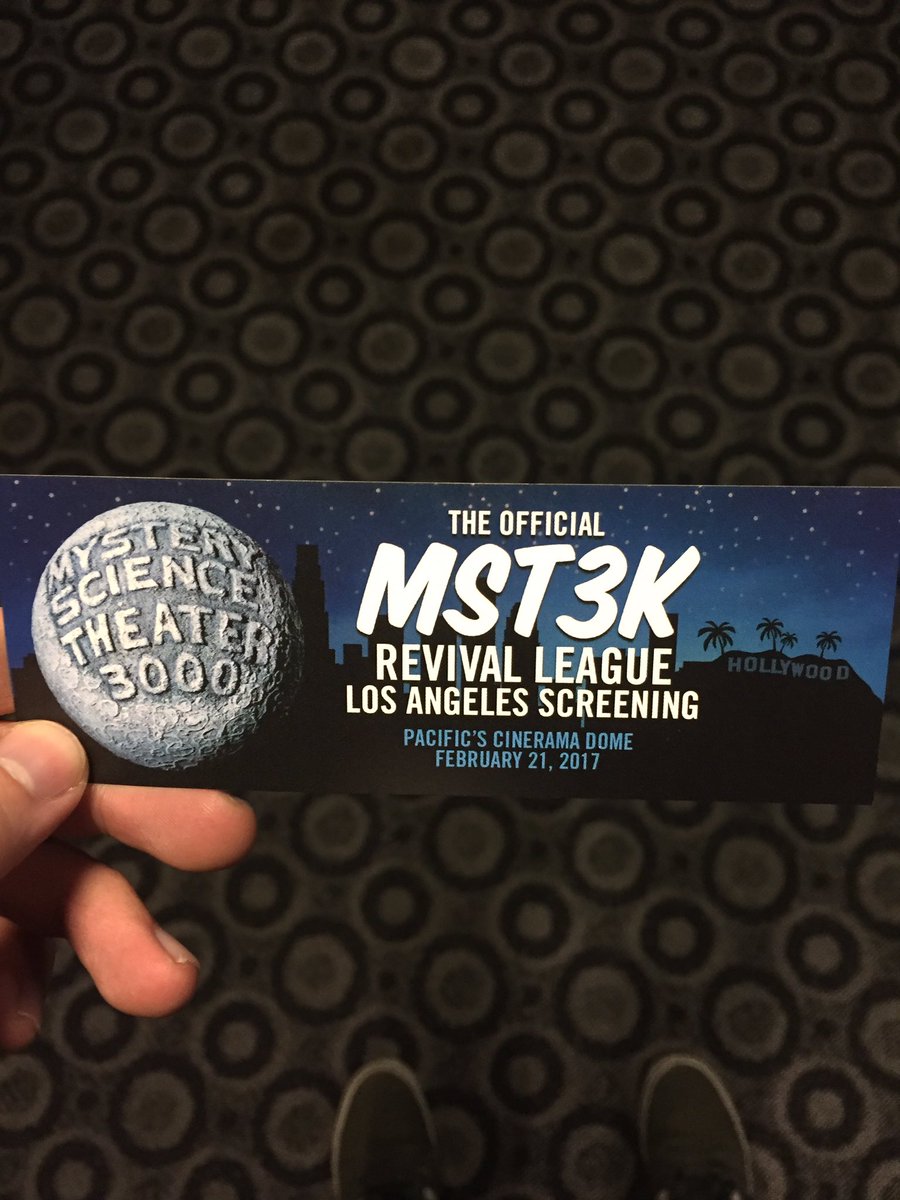 MYSTERY
SCIENCE
THEATER
3000
THE OFFICIAL
MST3K
REVIVAL LEAGUE
LOS ANGELES SCREENING
PACIFIC'S CINERAMA DOME
FEBRUARY 21, 2017
HOLLYWOOD